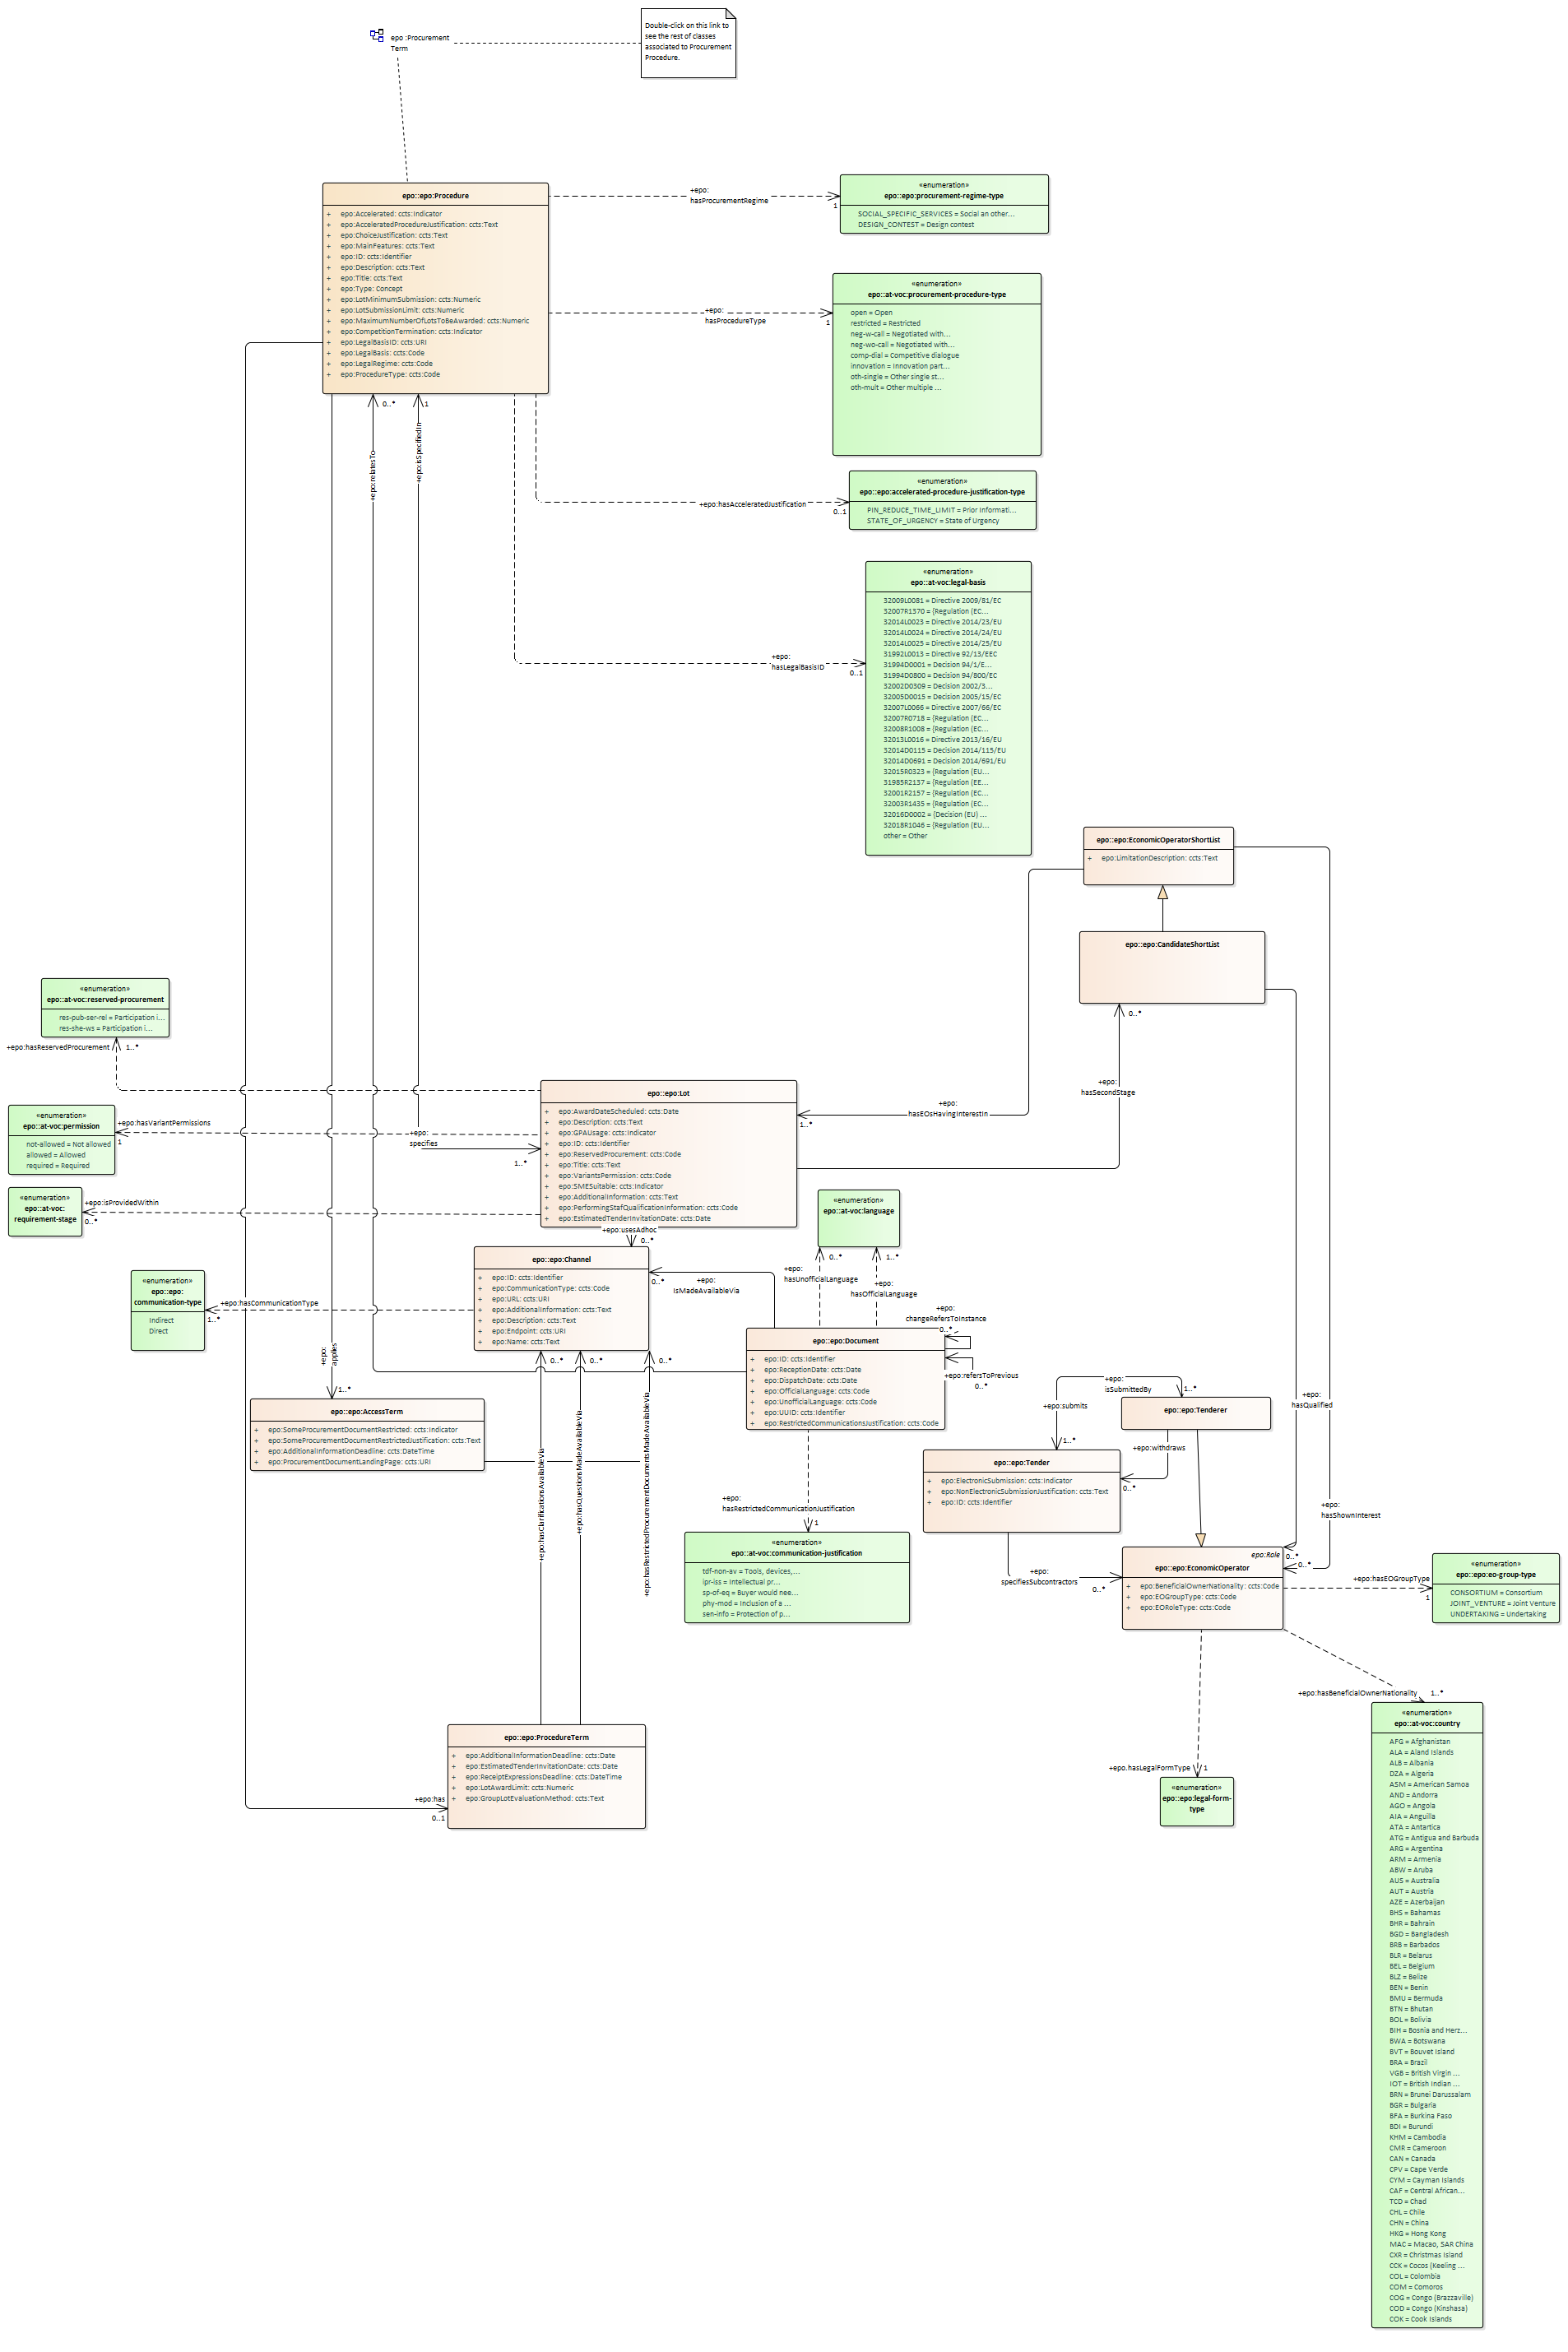 epo :Procurement
Term
Double-click on this link to
see the rest of classes
associated to Procurement
Procedure.
epo::epo:Procedure
+ epo:Accelerated: ccts:Indicator
+ epo:AcceleratedProcedureJustification: ccts:Text
+ epo:ChoiceJustification: ccts:Text
+ epo:MainFeatures: ccts:Text
+ epo:ID: ccts:Identifier
+ epo:Description: ccts:Text
+ epo:Title: ccts:Text
+ epo:Type: Concept
+ epo:LotMinimumSubmission: ccts:Numeric
+ epo:LotSubmissionLimit: ccts:Numeric
+ epo:MaximumNumberOfLotsToBeAwarded: ccts:Numeric
+ epo:CompetitionTermination: ccts:Indicator
+ epo:LegalBasisID: ccts:URI
+ epo:LegalBasis: ccts:Code
+ epo:LegalRegime: ccts:Code
+ epo:ProcedureType: ccts:Code
+epo:
hasProcurementRegime
1
«enumeration»
epo::epo:procurement-regime-type
SOCIAL_SPECIFIC_SERVICES = Social an other...
DESIGN_CONTEST = Design contest
+epo:
hasProcedureType
1
«enumeration»
epo::at-voc:procurement-procedure-type
open = Open
restricted = Restricted
neg-w-call = Negotiated with...
neg-wo-call = Negotiated with...
comp-dial = Competitive dialogue
innovation = Innovation part...
oth-single = Other single st...
oth-mult = Other multiple ...
0..*
1
+epo:relatesTo
+epo:isSpecifiedIn
+epo:hasAcceleratedJustification
0..1
«enumeration»
epo::epo:accelerated-procedure-justification-type
PIN_REDUCE_TIME_LIMIT = Prior Informati...
STATE_OF_URGENCY = State of Urgency
+epo:
hasLegalBasisID
0..1
«enumeration»
epo::at-voc:legal-basis
32009L0081 = Directive 2009/81/EC
32007R1370 = (Regulation (EC...
32014L0023 = Directive 2014/23/EU
32014L0024 = Directive 2014/24/EU
32014L0025 = Directive 2014/25/EU
31992L0013 = Directive 92/13/EEC
31994D0001 = Decision 94/1/E...
31994D0800 = Decision 94/800/EC
32002D0309 = Decision 2002/3...
32005D0015 = Decision 2005/15/EC
32007L0066 = Directive 2007/66/EC
32007R0718 = (Regulation (EC...
32008R1008 = (Regulation (EC...
32013L0016 = Directive 2013/16/EU
32014D0115 = Decision 2014/115/EU
32014D0691 = Decision 2014/691/EU
32015R0323 = (Regulation (EU...
31985R2137 = (Regulation (EE...
32001R2157 = (Regulation (EC...
32003R1435 = (Regulation (EC...
32016D0002 = (Decision (EU) ...
32018R1046 = (Regulation (EU...
other = Other
epo::epo:EconomicOperatorShortList
+ epo:LimitationDescription: ccts:Text
epo::epo:CandidateShortList
0..*
+epo:
hasSecondStage
+epo:
hasEOsHavingInterestIn
1..*
«enumeration»
epo::at-voc:reserved-procurement
res-pub-ser-rel = Participation i...
res-she-ws = Participation i...
+epo:hasReservedProcurement
1..*
«enumeration»
epo::at-voc:permission
not-allowed = Not allowed
allowed = Allowed
required = Required
+epo:hasVariantPermissions
1
«enumeration»
epo::at-voc:
requirement-stage
+epo:isProvidedWithin
0..*
+epo:
specifies
1..*
epo::epo:Lot
+ epo:AwardDateScheduled: ccts:Date
+ epo:Description: ccts:Text
+ epo:GPAUsage: ccts:Indicator
+ epo:ID: ccts:Identifier
+ epo:ReservedProcurement: ccts:Code
+ epo:Title: ccts:Text
+ epo:VariantsPermission: ccts:Code
+ epo:SMESuitable: ccts:Indicator
+ epo:AdditionalInformation: ccts:Text
+ epo:PerformingStafQualificationInformation: ccts:Code
+ epo:EstimatedTenderInvitationDate: ccts:Date
+epo:usesAdhoc
0..*
epo::epo:Channel
+ epo:ID: ccts:Identifier
+ epo:CommunicationType: ccts:Code
+ epo:URL: ccts:URI
+ epo:AdditionalInformation: ccts:Text
+ epo:Description: ccts:Text
+ epo:Endpoint: ccts:URI
+ epo:Name: ccts:Text
«enumeration»
epo::epo:
communication-type
Indirect
Direct
+epo:hasCommunicationType
1..*
0..*
+epo:
isMadeAvailableVia
«enumeration»
epo::at-voc:language
0..*
+epo:
hasUnofficialLanguage
1..*
+epo:
hasOfficialLanguage
+epo:
changeRefersToInstance
0..*
+epo:refersToPrevious
0..*
epo::epo:Document
+ epo:ID: ccts:Identifier
+ epo:ReceptionDate: ccts:Date
+ epo:DispatchDate: ccts:Date
+ epo:OfficialLanguage: ccts:Code
+ epo:UnofficialLanguage: ccts:Code
+ epo:UUID: ccts:Identifier
+ epo:RestrictedCommunicationsJustification: ccts:Code
+epo:
applies
1..*
0..*
0..*
0..*
epo::epo:AccessTerm
+ epo:SomeProcurementDocumentRestricted: ccts:Indicator
+ epo:SomeProcurementDocumentRestrictedJustification: ccts:Text
+ epo:AdditionalInformationDeadline: ccts:DateTime
+ epo:ProcurementDocumentLandingPage: ccts:URI
+epo:hasClarificationsAvailableVia
+epo:hasQuestionsMadeAvailableVia
+epo:hasRestrictedProcurementDocumentsMadeAvailableVia
+epo:
hasRestrictedCommunicationJustification
1
«enumeration»
epo::at-voc:communication-justification
tdf-non-av = Tools, devices,...
ipr-iss = Intellectual pr...
sp-of-eq = Buyer would nee...
phy-mod = Inclusion of a ...
sen-info = Protection of p...
+epo:
isSubmittedBy
1..*
+epo:submits
1..*
epo::epo:Tenderer
+epo:withdraws
0..*
epo::epo:Tender
+ epo:ElectronicSubmission: ccts:Indicator
+ epo:NonElectronicSubmissionJustification: ccts:Text
+ epo:ID: ccts:Identifier
+epo:
specifiesSubcontractors
0..*
+epo:
hasQualified
0..*
+epo:
hasShownInterest
0..*
epo:Role
epo::epo:EconomicOperator
+ epo:BeneficialOwnerNationality: ccts:Code
+ epo:EOGroupType: ccts:Code
+ epo:EORoleType: ccts:Code
+epo:hasEOGroupType
1
«enumeration»
epo::epo:eo-group-type
CONSORTIUM = Consortium
JOINT_VENTURE = Joint Venture
UNDERTAKING = Undertaking
epo::epo:ProcedureTerm
+ epo:AdditionalInformationDeadline: ccts:Date
+ epo:EstimatedTenderInvitationDate: ccts:Date
+ epo:ReceiptExpressionsDeadline: ccts:DateTime
+ epo:LotAwardLimit: ccts:Numeric
+ epo:GroupLotEvaluationMethod: ccts:Text
+epo:has
0..1
+epo.hasLegalFormType
1
«enumeration»
epo::epo:legal-form-
type
+epo:hasBeneficialOwnerNationality
1..*
«enumeration»
epo::at-voc:country
AFG = Afghanistan
ALA = Aland Islands
ALB = Albania
DZA = Algeria
ASM = American Samoa
AND = Andorra
AGO = Angola
AIA = Anguilla
ATA = Antartica
ATG = Antigua and Barbuda
ARG = Argentina
ARM = Armenia
ABW = Aruba
AUS = Australia
AUT = Austria
AZE = Azerbaijan
BHS = Bahamas
BHR = Bahrain
BGD = Bangladesh
BRB = Barbados
BLR = Belarus
BEL = Belgium
BLZ = Belize
BEN = Benin
BMU = Bermuda
BTN = Bhutan
BOL = Bolivia
BIH = Bosnia and Herz...
BWA = Botswana
BVT = Bouvet Island
BRA = Brazil
VGB = British Virgin ...
IOT = British Indian ...
BRN = Brunei Darussalam
BGR = Bulgaria
BFA = Burkina Faso
BDI = Burundi
KHM = Cambodia
CMR = Cameroon
CAN = Canada
CPV = Cape Verde
CYM = Cayman Islands
CAF = Central African...
TCD = Chad
CHL = Chile
CHN = China
HKG = Hong Kong
MAC = Macao, SAR China
CXR = Christmas Island
CCK = Cocos (Keeling ...
COL = Colombia
COM = Comoros
COG = Congo (Brazzaville)
COD = Congo (Kinshasa)
COK = Cook Islands